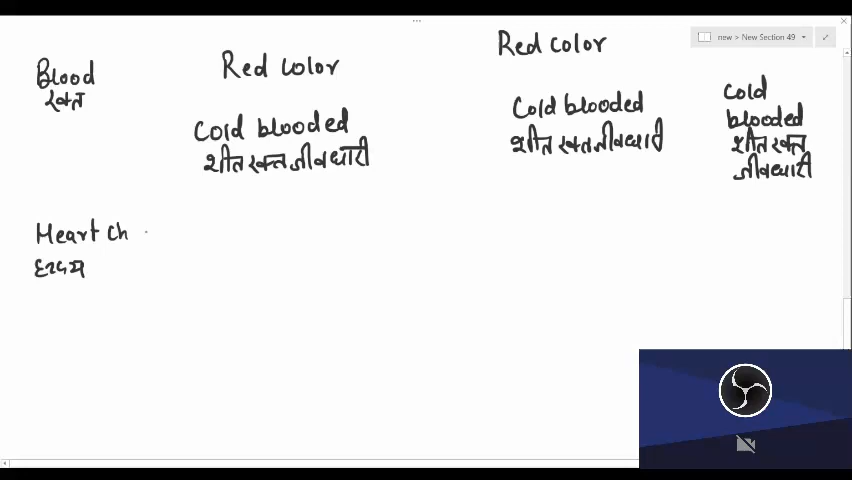 new > New Section 49
Blood
रक्त
Red Color
Cold blooded
शीत रक्त जीवधारी
Red Color
Cold blooded
शीत रक्त जीवधारी
Cold
blooded
शीत रक्त
जीवधारी
Heart Ch
हृदय